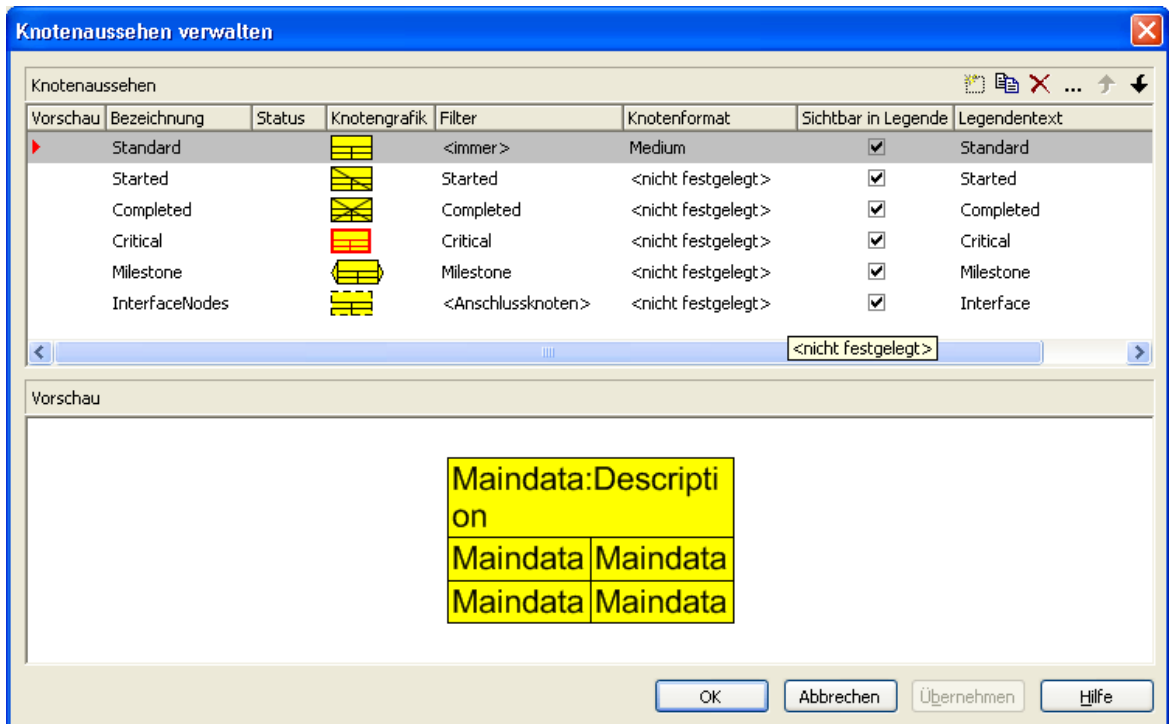 Knotenaussehen verwalten
Knotenaussehen
...
Vorschau Bezeichnung Status Knotengrafik Filter Knotenformat Sichtbar in Legende Legendentext
Standard <immer> Medium Standard
Started Started <nicht festgelegt> Started
Completed Completed <nicht festgelegt> Completed
Critical Critical <nicht festgelegt> Critical
Milestone Milestone <nicht festgelegt> Milestone
InterfaceNodes <Anschlussknoten> <nicht festgelegt> Interface
<nicht festgelegt>
Vorschau
Maindata:Descripti
on
Maindata Maindata
Maindata Maindata
OK Abbrechen Übernehmen Hilfe